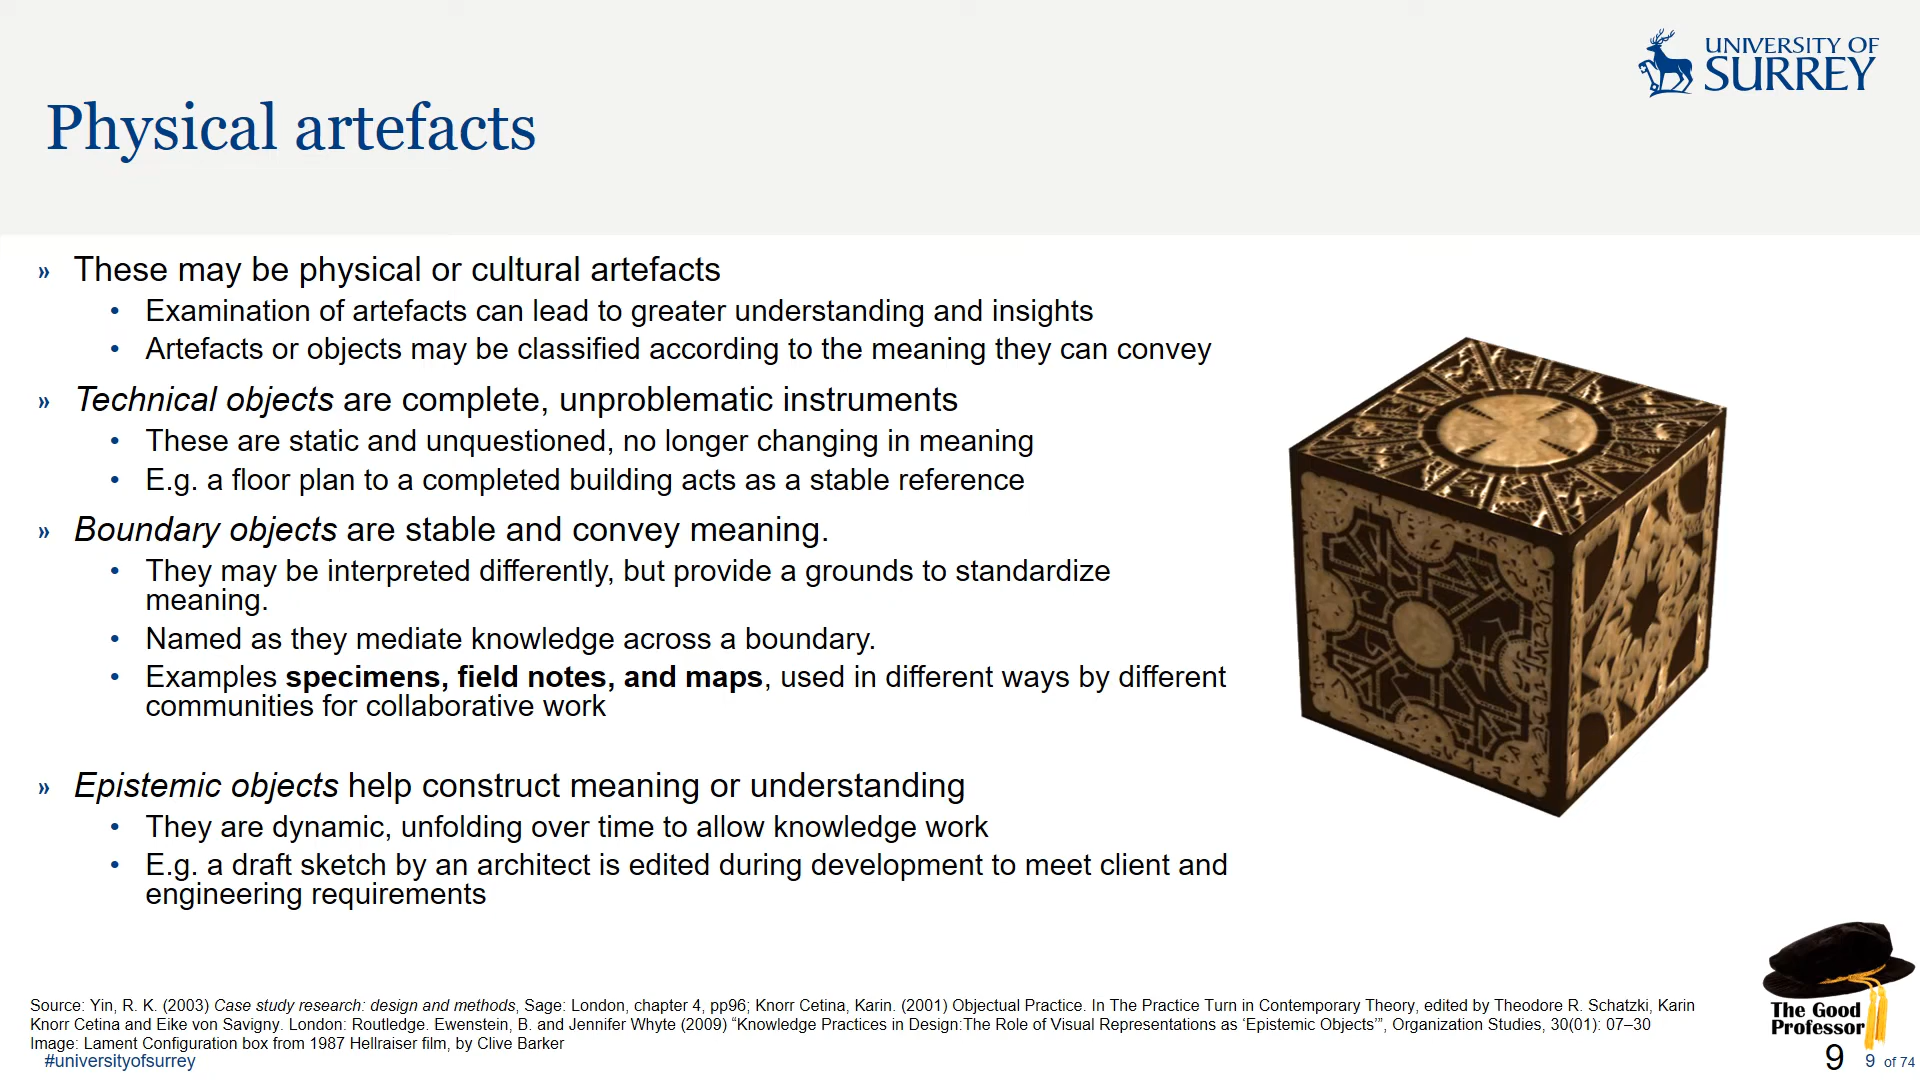 UNIVERSITY OF
SURREY
Physical artefacts
» These may be physical or cultural artefacts
• Examination of artefacts can lead to greater understanding and insights
• Artefacts or objects may be classified according to the meaning they can convey
» Technical objects are complete, unproblematic instruments
• These are static and unquestioned, no longer changing in meaning
• E.g. a floor plan to a completed building acts as a stable reference
» Boundary objects are stable and convey meaning.
• They may be interpreted differently, but provide a grounds to standardize
meaning.
• Named as they mediate knowledge across a boundary.
• Examples specimens, field notes, and maps, used in different ways by different
communities for collaborative work
» Epistemic objects help construct meaning or understanding
• They are dynamic, unfolding over time to allow knowledge work
• E.g. a draft sketch by an architect is edited during development to meet client and
engineering requirements
Source: Yin, R. K. (2003) Case study research: design and methods, Sage: London, chapter 4, pp96; Knorr Cetina, Karin. (2001) Objectual Practice. In The Practice Turn in Contemporary Theory, edited by Theodore R. Schatzki, Karin
Knorr Cetina and Eike von Savigny. London: Routledge. Ewenstein, B. and Jennifer Whyte (2009) “Knowledge Practices in Design:The Role of Visual Representations as ‘Epistemic Objects’”, Organization Studies, 30(01): 07–30
Image: Lament Configuration box from 1987 Hellraiser film, by Clive Barker
#universityofsurrey
The Good
Professor
9
9 of 74